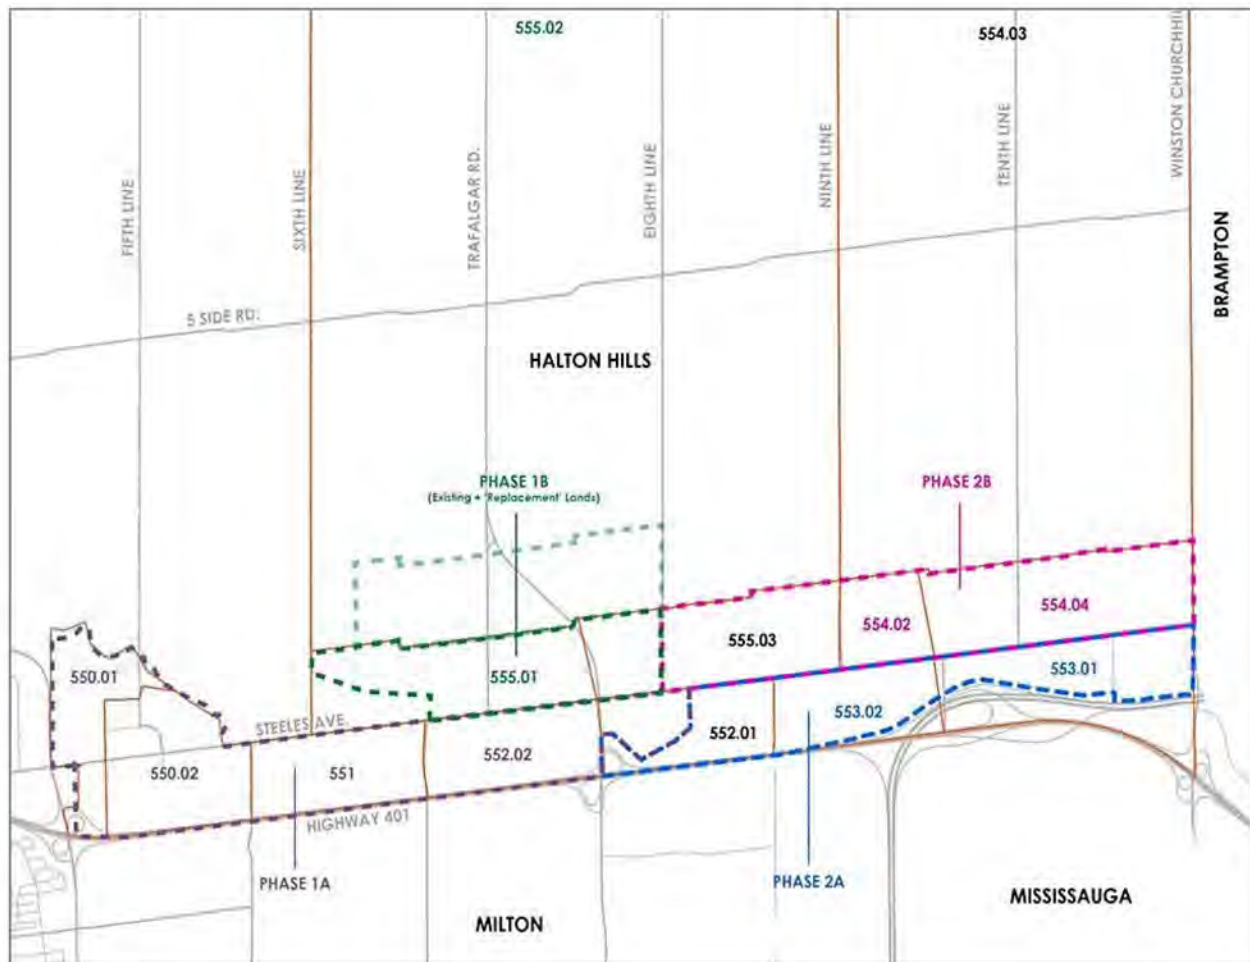 555.02
554.03
WINSTON CHURCHHI
FIFTH LINE
SIXTH LINE
TRAFALGAR RD.
EIGHTH LINE
NINTH LINE
TENTH LINE
BRAMPTON
5 SIDE RD.
HALTON HILLS
PHASE 1B
(Existing + 'Replacement' Lands)
PHASE 2B
554.04
554.02
555.03
553.01
550.01
555.01
STEELES AVE.
553.02
552.01
552.02
550.02
551
HIGHWAY 401
PHASE 1A
PHASE 2A
MISSISSAUGA
MILTON